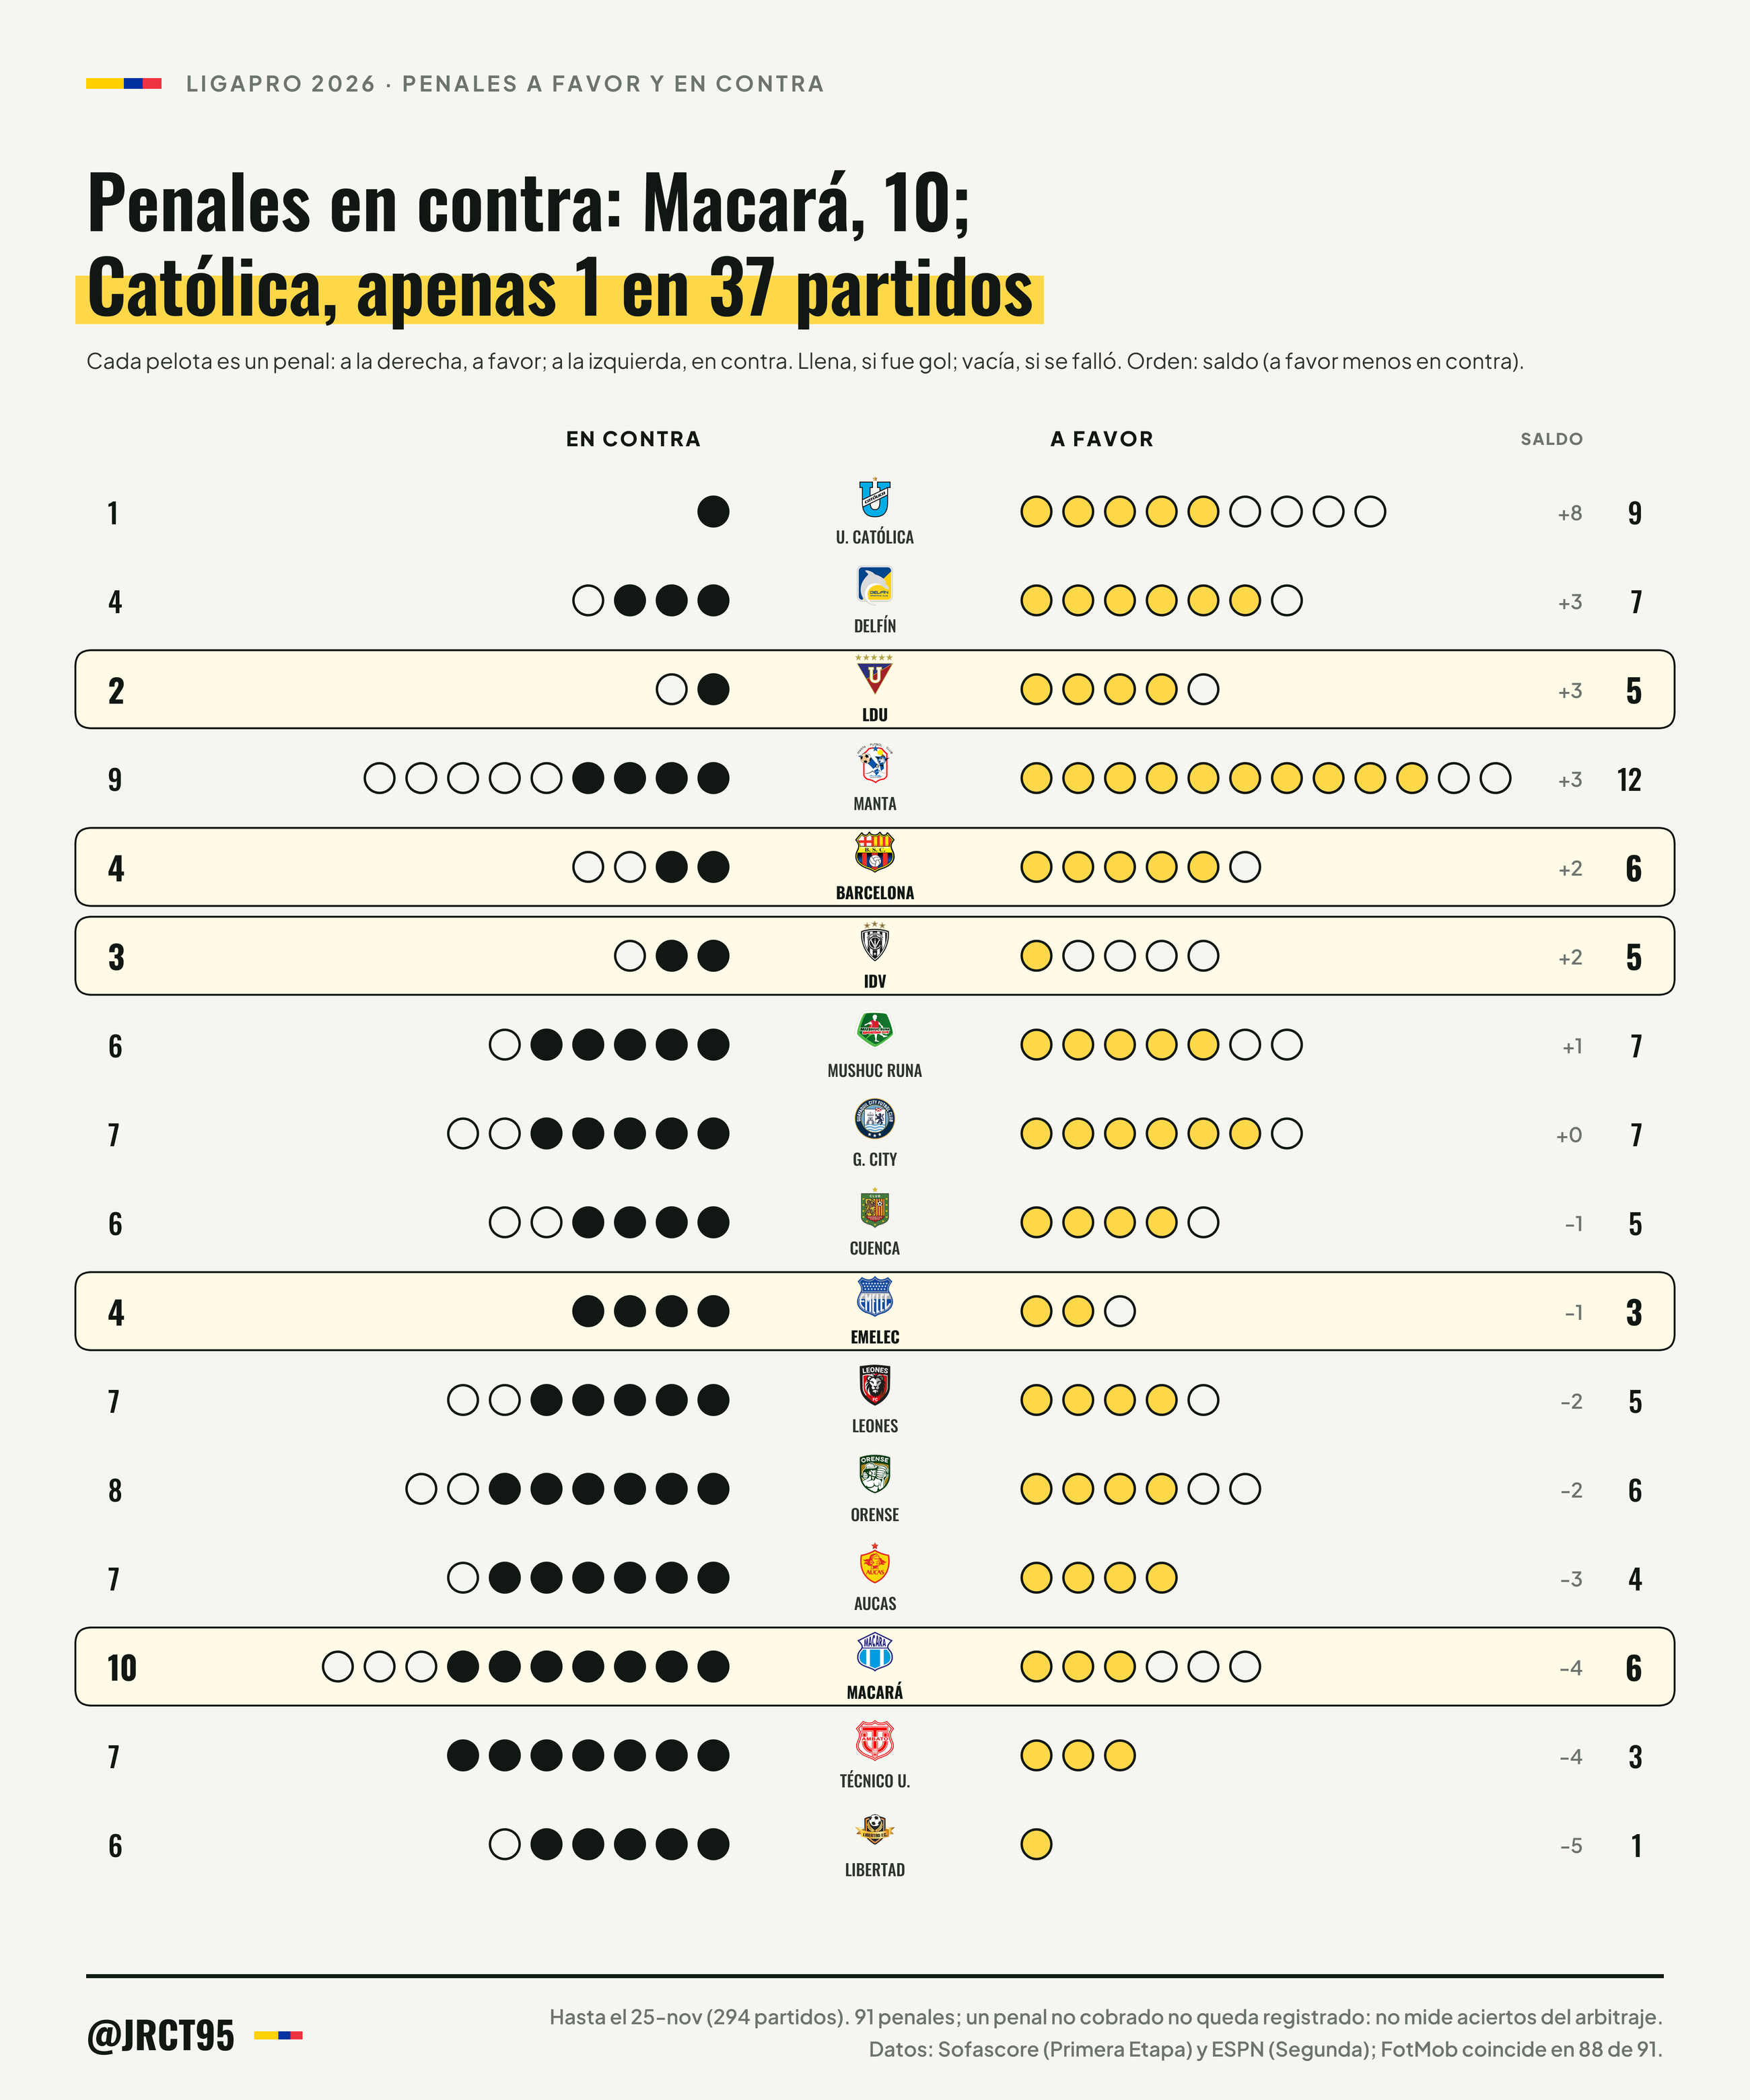 LIGAPRO 2026 · PENALES A FAVOR Y EN CONTRA
Penales en contra: Macará, 10;
Católica, apenas 1 en 37 partidos
Cada pelota es un penal: a la derecha, a favor; a la izquierda, en contra. Llena, si fue gol; vacía, si se falló. Orden: saldo (a favor menos en contra).
EN CONTRA A FAVOR SALDO
1 U. CATÓLICA +8 9
4 DELFÍN +3 7
2 LDU +3 5
9 MANTA +3 12
4 BARCELONA +2 6
3 IDV +2 5
6 MUSHUC RUNA +1 7
7 G. CITY +0 7
6 CUENCA -1 5
4 EMELEC -1 3
7 LEONES -2 5
8 ORENSE -2 6
7 AUCAS -3 4
10 MACARÁ -4 6
7 TÉCNICO U. -4 3
6 LIBERTAD -5 1
@JRCT95
Hasta el 25-nov (294 partidos). 91 penales; un penal no cobrado no queda registrado: no mide aciertos del arbitraje.
Datos: Sofascore (Primera Etapa) y ESPN (Segunda); FotMob coincide en 88 de 91.